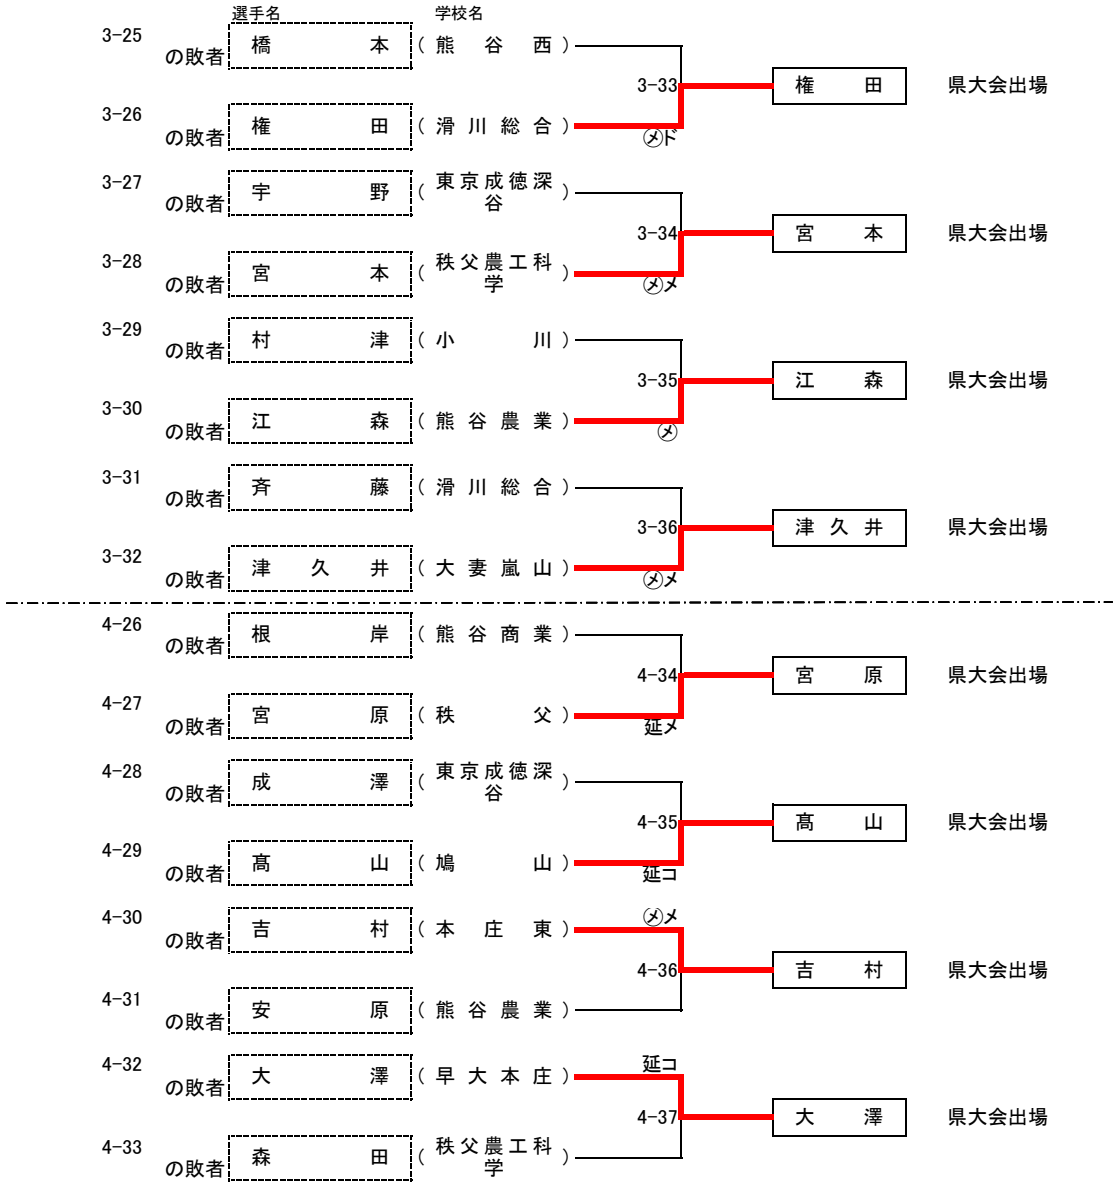 選手名 学校名
3-25 の敗者 橋本 (熊谷西)
3-33 権田 県大会出場
3-26 の敗者 権田 (滑川総合) ㋱ド
3-27 の敗者 宇野 (東京成徳深谷)
3-34 宮本 県大会出場
3-28 の敗者 宮本 (秩父農工科学) ㋱メ
3-29 の敗者 村津 (小川)
3-35 江森 県大会出場
3-30 の敗者 江森 (熊谷農業) ㋱
3-31 の敗者 斉藤 (滑川総合)
3-36 津久井 県大会出場
3-32 の敗者 津久井 (大妻嵐山) ㋱メ
4-26 の敗者 根岸 (熊谷商業)
4-34 宮原 県大会出場
4-27 の敗者 宮原 (秩父) 延メ
4-28 の敗者 成澤 (東京成徳深谷)
4-35 髙山 県大会出場
4-29 の敗者 髙山 (鳩山) 延コ
4-30 の敗者 吉村 (本庄東) ㋱メ
4-36 吉村 県大会出場
4-31 の敗者 安原 (熊谷農業)
4-32 の敗者 大澤 (早大本庄) 延コ
4-37 大澤 県大会出場
4-33 の敗者 森田 (秩父農工科学)